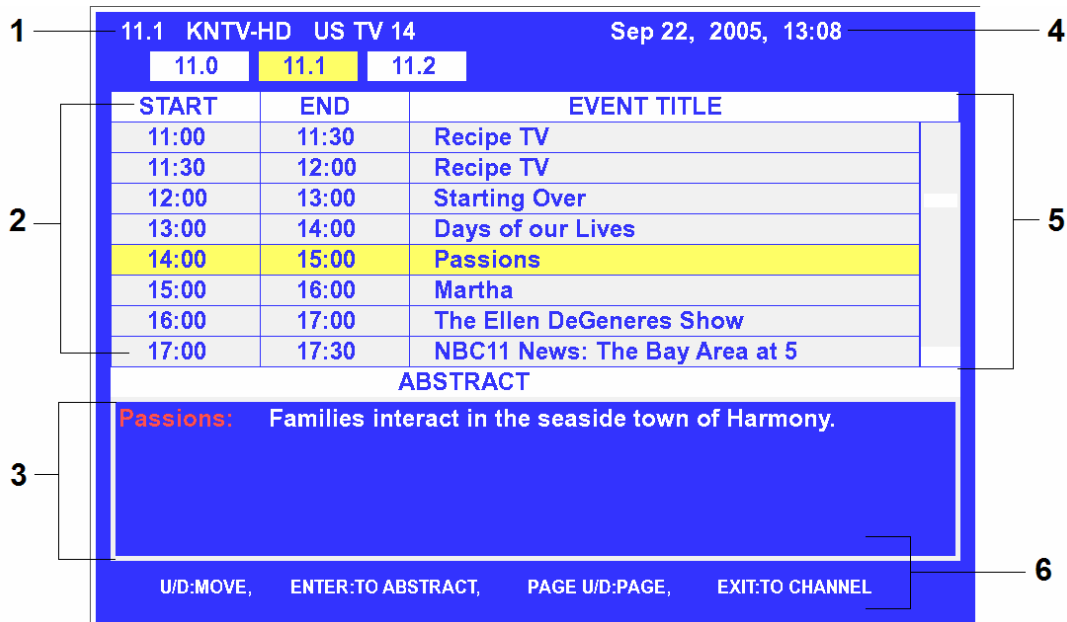 1 11.1 KNTV-HD US TV 14 Sep 22, 2005, 13:08 4
11.0 11.1 11.2
START END EVENT TITLE
11:00 11:30 Recipe TV
11:30 12:00 Recipe TV
12:00 13:00 Starting Over
2 13:00 14:00 Days of our Lives 5
14:00 15:00 Passions
15:00 16:00 Martha
16:00 17:00 The Ellen DeGeneres Show
17:00 17:30 NBC11 News: The Bay Area at 5
ABSTRACT
Passions: Families interact in the seaside town of Harmony.
3
6
U/D:MOVE, ENTER:TO ABSTRACT, PAGE U/D:PAGE, EXIT:TO CHANNEL